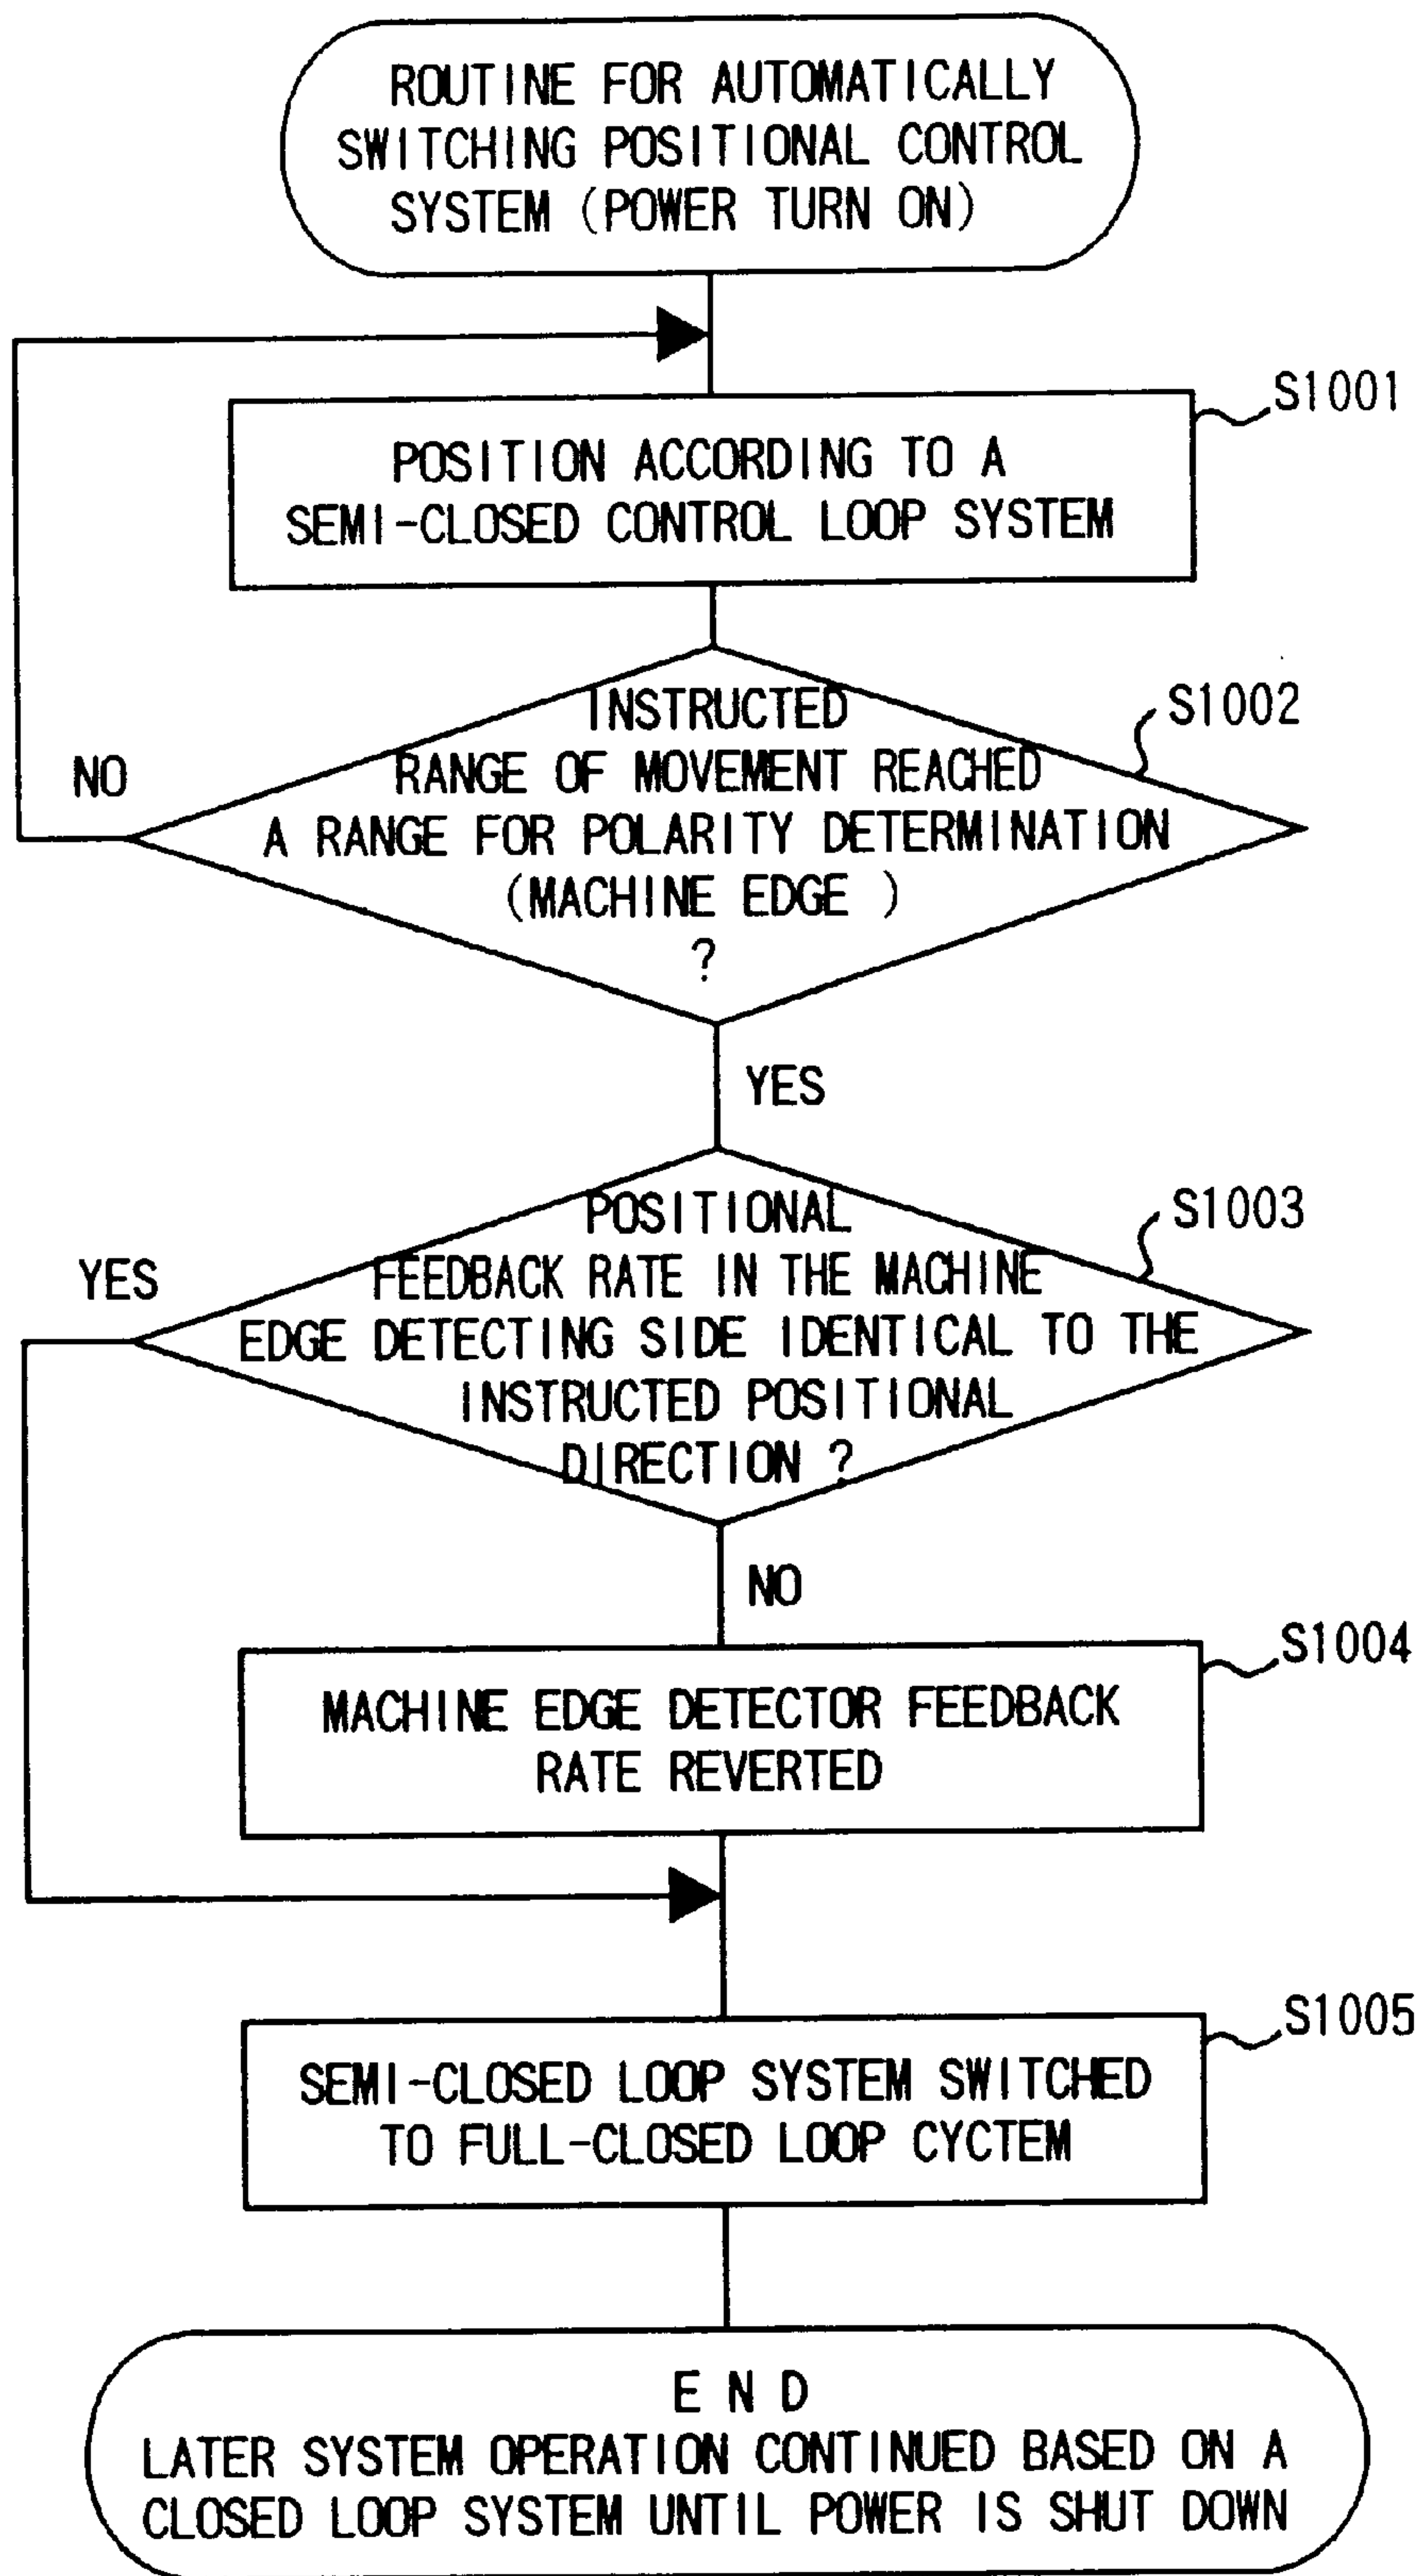 ROUTINE FOR AUTOMATICALLY
SWITCHING POSITIONAL CONTROL
SYSTEM (POWER TURN ON)
S1001
POSITION ACCORDING TO A
SEMI-CLOSED CONTROL LOOP SYSTEM
S1002
INSTRUCTED
RANGE OF MOVEMENT REACHED
A RANGE FOR POLARITY DETERMINATION
(MACHINE EDGE )
?
NO
YES
S1003
POSITIONAL
FEEDBACK RATE IN THE MACHINE
EDGE DETECTING SIDE IDENTICAL TO THE
INSTRUCTED POSITIONAL
DIRECTION ?
YES
NO
S1004
MACHINE EDGE DETECTOR FEEDBACK
RATE REVERTED
S1005
SEMI-CLOSED LOOP SYSTEM SWITCHED
TO FULL-CLOSED LOOP CYCTEM
E N D
LATER SYSTEM OPERATION CONTINUED BASED ON A
CLOSED LOOP SYSTEM UNTIL POWER IS SHUT DOWN